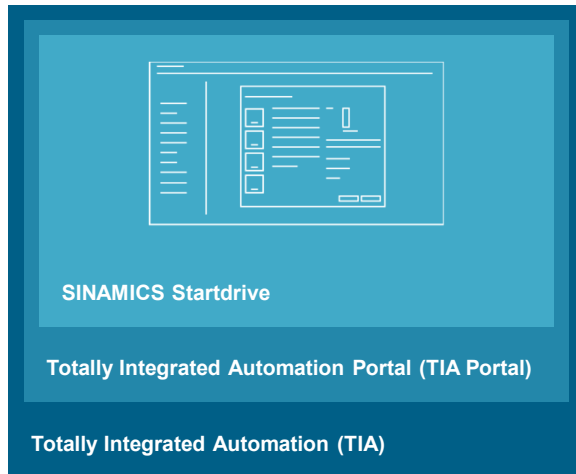 SINAMICS Startdrive
Totally Integrated Automation Portal (TIA Portal)
Totally Integrated Automation (TIA)